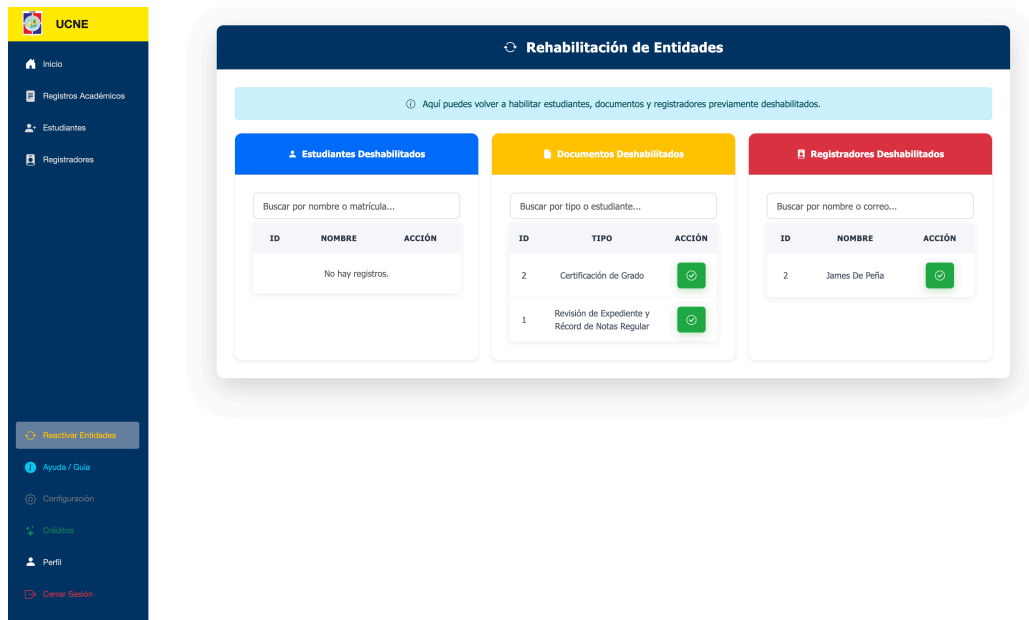 UCNE
Inicio
Registros Académicos
Estudiantes
Registradores
Reactivar Entidades
Ayuda / Guía
Configuración
Créditos
Perfil
Cerrar Sesión
Rehabilitación de Entidades
Aquí puedes volver a habilitar estudiantes, documentos y registradores previamente deshabilitados.
Estudiantes Deshabilitados
Buscar por nombre o matrícula...
ID NOMBRE ACCIÓN
No hay registros.
Documentos Deshabilitados
Buscar por tipo o estudiante...
ID TIPO ACCIÓN
2 Certificación de Grado
1 Revisión de Expediente y
Récord de Notas Regular
Registradores Deshabilitados
Buscar por nombre o correo...
ID NOMBRE ACCIÓN
2 James De Peña